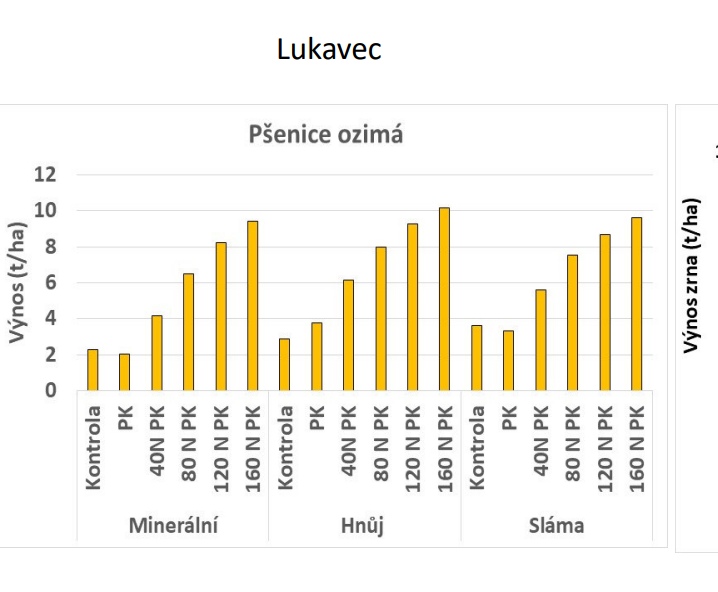 Lukavec
Pšenice ozimá
Výnos (t/ha)
12
10
8
6
4
2
0
Kontrola
PK
40N PK
80 N PK
120 N PK
160 N PK
Kontrola
PK
40N PK
80 N PK
120 N PK
160 N PK
Kontrola
PK
40N PK
80 N PK
120 N PK
160 N PK
Minerální
Hnůj
Sláma
Výnos zrna (t/ha)